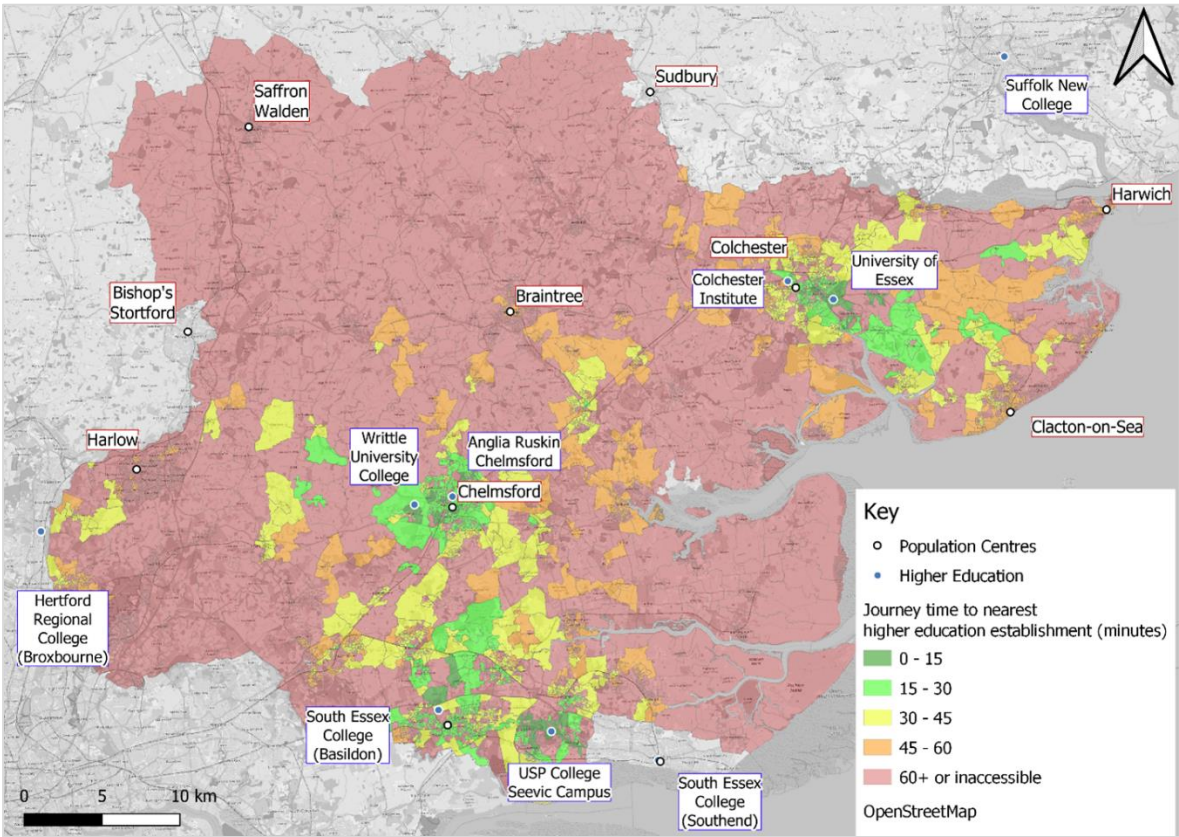 Saffron
Walden
Sudbury
Suffolk New
College
Harwich
Colchester
University of
Essex
Colchester
Institute
Bishop's
Stortford
Braintree
Clacton-on-Sea
Harlow
Writtle
University
College
Anglia Ruskin
Chelmsford
Chelmsford
Hertford
Regional
College
(Broxbourne)
South Essex
College
(Basildon)
USP College
Seevic Campus
South Essex
College
(Southend)
0 5 10 km
Key
Population Centres
Higher Education
Journey time to nearest
higher education establishment (minutes)
0 - 15
15 - 30
30 - 45
45 - 60
60+ or inaccessible
OpenStreetMap